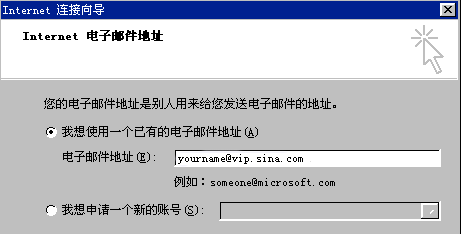 Internet 连接向导
Internet 电子邮件地址
您的电子邮件地址是别人用来给您发送电子邮件的地址。
我想使用一个已有的电子邮件地址(A)
电子邮件地址(E): yourname@vip.sina.com
例如：someone@microsoft.com
我想申请一个新的账号(S):